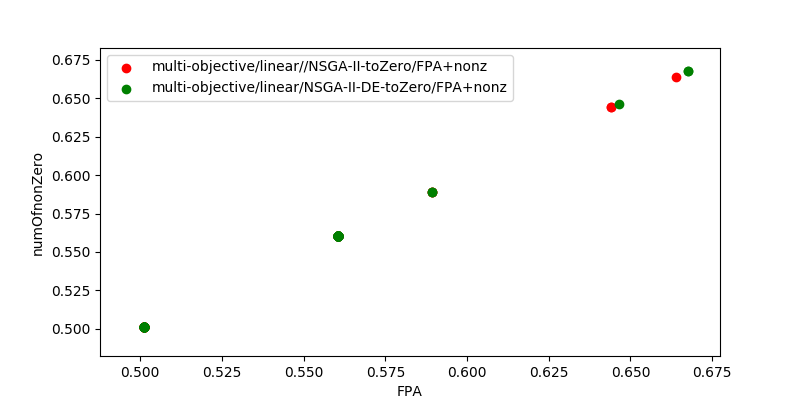 multi-objective/linear//NSGA-II-toZero/FPA+nonz
multi-objective/linear/NSGA-II-DE-toZero/FPA+nonz
numOfnonZero
0.675
0.650
0.625
0.600
0.575
0.550
0.525
0.500
0.500 0.525 0.550 0.575 0.600 0.625 0.650 0.675
FPA